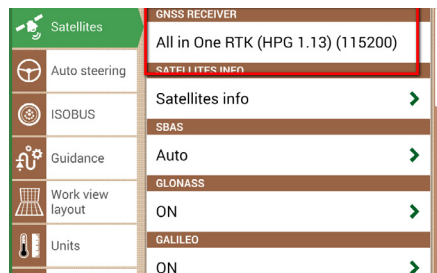 Satellites
Auto steering
ISOBUS
Guidance
Work view
layout
Units
GNSS RECEIVER
All in One RTK (HPG 1.13) (115200)
SATELLITES INFO
Satellites info
SBAS
Auto
GLONASS
ON
GALILEO
ON